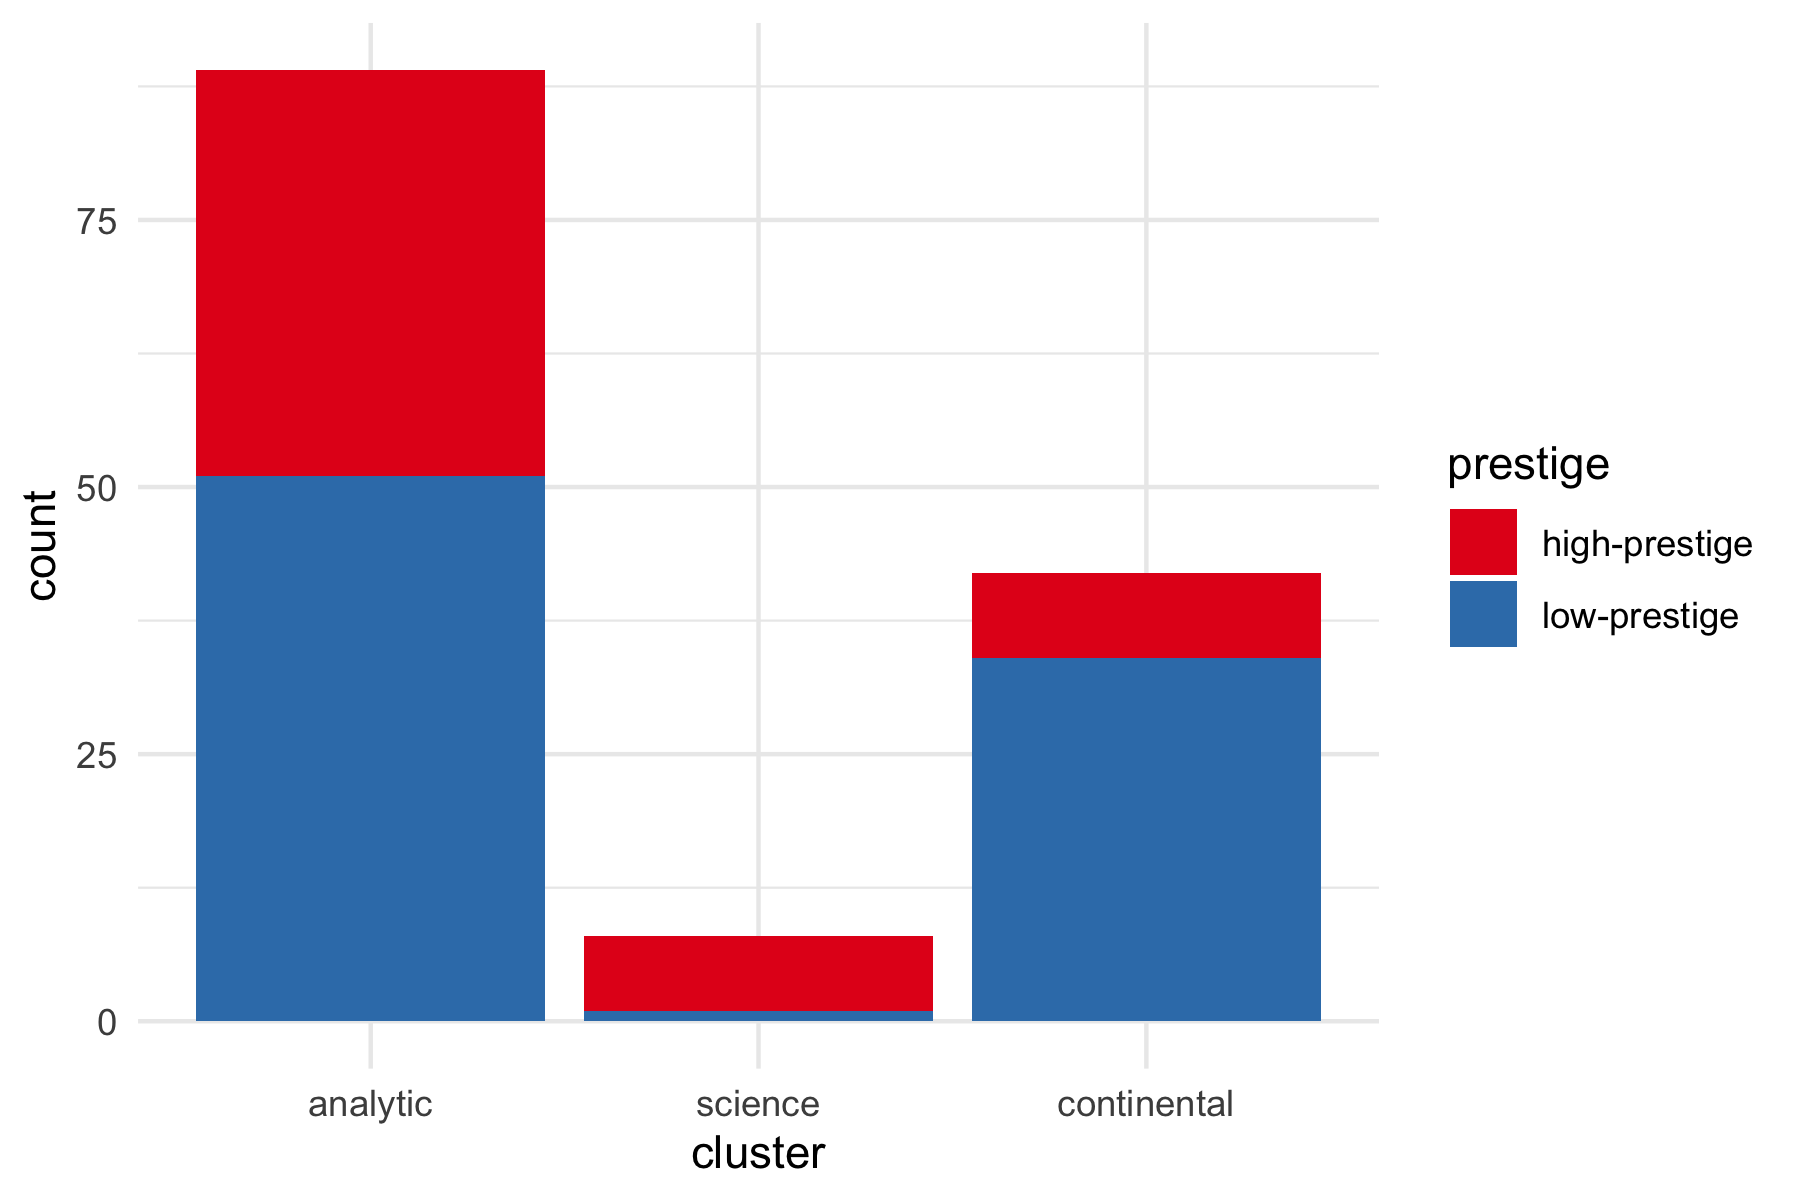 75
50
25
0
count
analytic
science
continental
cluster
prestige
high-prestige
low-prestige